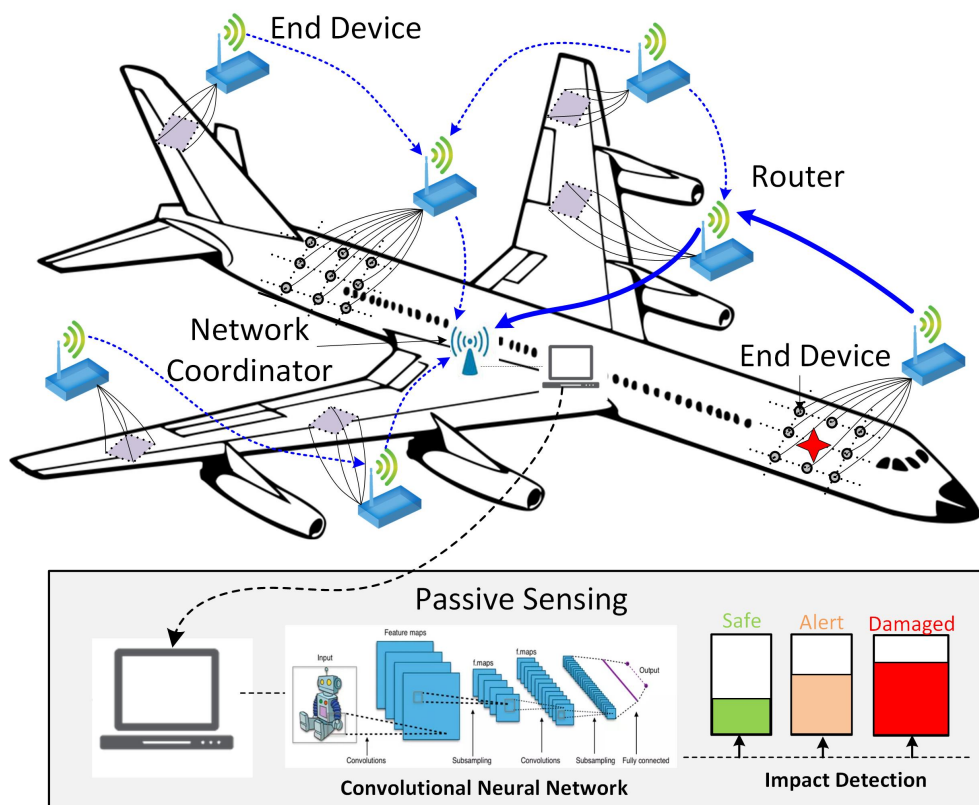 End Device
Router
Network
Coordinator
End Device
Passive Sensing
Safe
Alert
Damaged
Feature maps
Input
f.maps
f.maps
Output
Convolutions
Subsampling
Convolutions
Subsampling
Fully connected
Convolutional Neural Network
Impact Detection